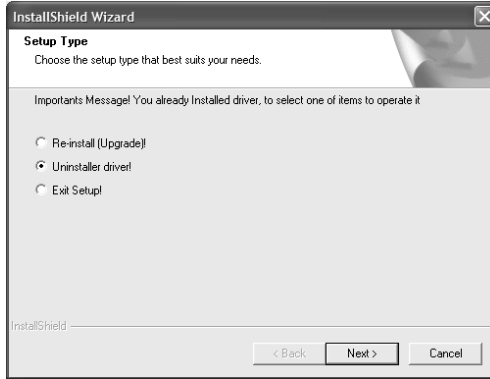 InstallShield Wizard
Setup Type
Choose the setup type that best suits your needs.
Importants Message! You already Installed driver, to select one of items to operate it
Re-install (Upgrade)!
Uninstaller driver!
Exit Setup!
InstallShield
< Back Next > Cancel